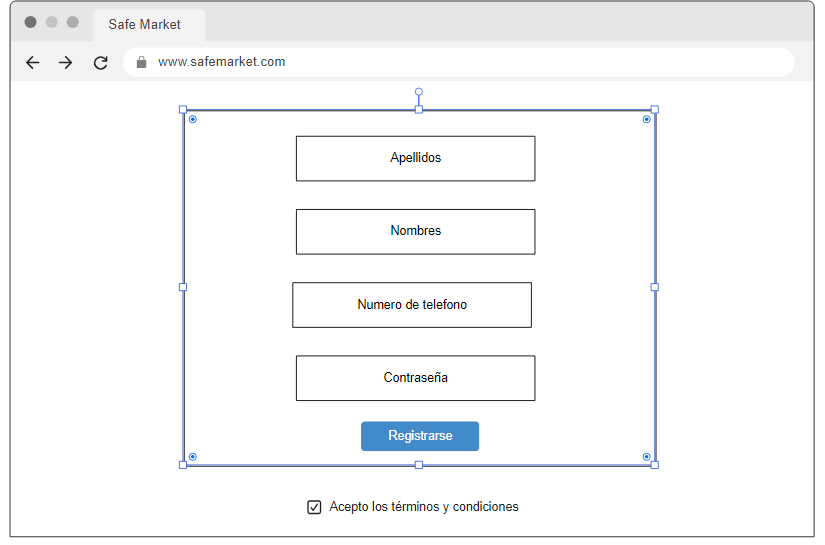 Safe Market
www.safemarket.com
Apellidos
Nombres
Numero de telefono
Contraseña
Registrarse
Acepto los términos y condiciones